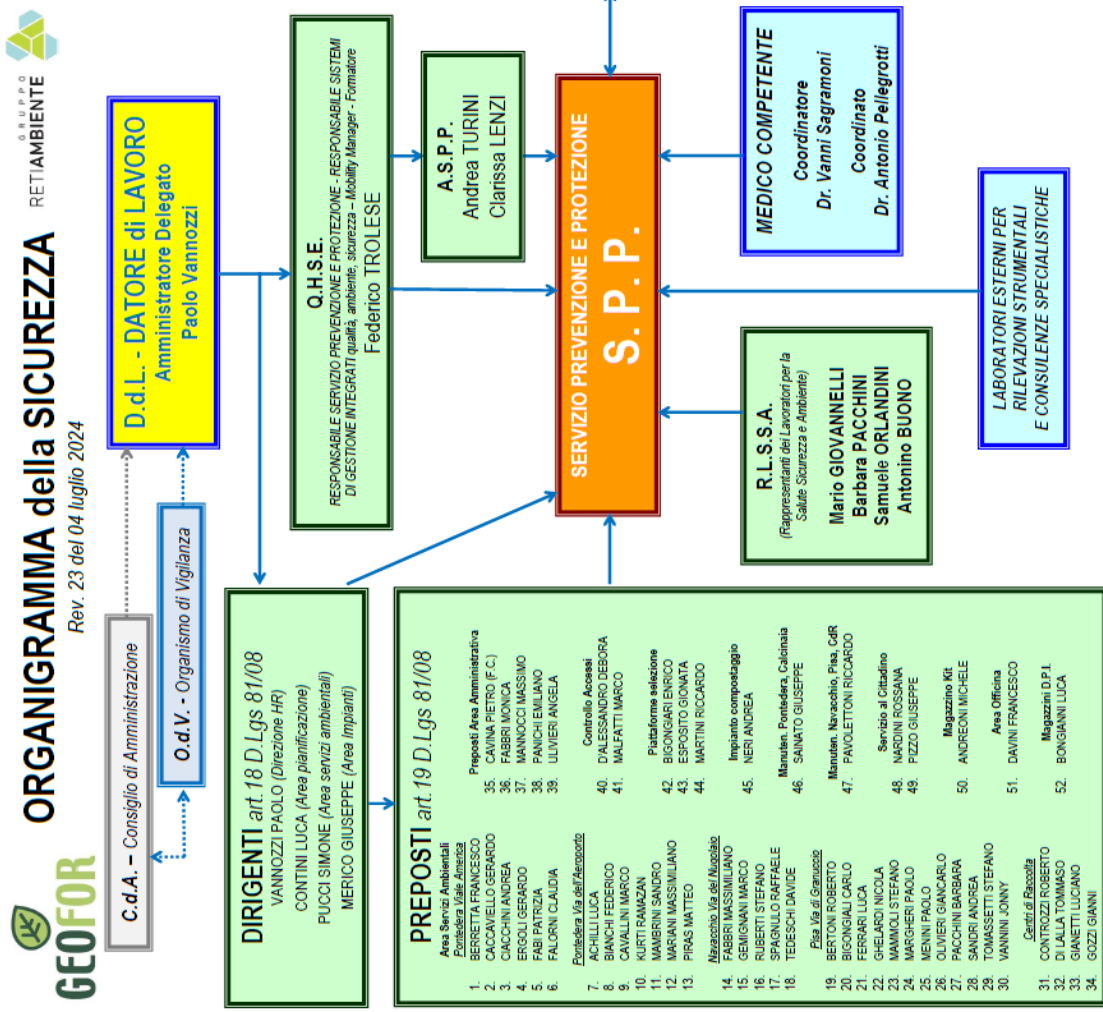 GEOFOR
ORGANIGRAMMA della SICUREZZA
Rev. 23 del 04 luglio 2024
GRUPPO
RETIAMBIENTE
C.d.A. – Consiglio di Amministrazione
O.d.V. - Organismo di Vigilanza
D.d.L. - DATORE di LAVORO
Amministratore Delegato
Paolo Vannozzi
DIRIGENTI art.18 D.Lgs 81/08
VANNOZZI PAOLO (Direzione HR)
CONTINI LUCA (Area pianificazione)
PUCCI SIMONE (Area servizi ambientali)
MERICO GIUSEPPE (Area Impianti)
Q.H.S.E.
RESPONSABILE SERVIZIO PREVENZIONE E PROTEZIONE - RESPONSABILE SISTEMI
DI GESTIONE INTEGRATI qualità, ambiente, sicurezza – Mobility Manager - Formatore
Federico TROLESE
A.S.P.P.
Andrea TURINI
Clarissa LENZI
PREPOSTI art.19 D.Lgs 81/08
Area Servizi Ambientali
Pontedera Viale America
1. BERRETTA FRANCESCO
2. CACCAVIELLO GERARDO
3. CIACCHINI ANDREA
4. ERGOLI GERARDO
5. FABI PATRIZIA
6. FALORNI CLAUDIA
Pontedera Via dell'Aeroporto
7. ACHILLI LUCA
8. BIANCHI FEDERICO
9. CAVALLINI MARCO
10. KURTI RAMAZAN
11. MAMBRINI SANDRO
12. MARIANI MASSIMILIANO
13. PIRAS MATTEO
Navacchio Via del Nugolaio
14. FABBRI MASSIMILIANO
15. GEMIGNANI MARCO
16. RUBERTI STEFANO
17. SPAGNULO RAFFAELE
18. TEDESCHI DAVIDE
Pisa Via di Granuccio
19. BERTONI ROBERTO
20. BIGONGIALI CARLO
21. FERRARI LUCA
22. GHELARDI NICOLA
23. MAMMOLI STEFANO
24. MARGHERI PAOLO
25. MENINI PAOLO
26. OLIVIERI GIANCARLO
27. PACCHINI BARBARA
28. SANDRI ANDREA
29. TOMASSETTI STEFANO
30. VANNINI JONNY
Centri di Raccolta
31. CONTROZZI ROBERTO
32. DI LALLA TOMMASO
33. GIANETTI LUCIANO
34. GOZZI GIANNI
Preposti Area Amministrativa
35. CAVINA PIETRO (F.C.)
36. FABBRI MONICA
37. MANNOCCI MASSIMO
38. PANICHI EMILIANO
39. ULIVIERI ANGELA
Controllo Accessi
40. D'ALESSANDRO DEBORA
41. MALFATTI MARCO
Piattaforme selezione
42. BIGONGIARI ENRICO
43. ESPOSITO GIONATA
44. MARTINI RICCARDO
Impianto compostaggio
45. NERI ANDREA
Manuten. Pontedera, Calcinaia
46. SAINATO GIUSEPPE
Manuten. Navacchio, Pisa, CdR
47. PAVOLETTONI RICCARDO
Servizio al Cittadino
48. NARDINI ROSSANA
49. PIZZO GIUSEPPE
Magazzino Kit
50. ANDREONI MICHELE
Area Officina
51. DAVINI FRANCESCO
Magazzini D.P.I.
52. BONGIANNI LUCA
SERVIZIO PREVENZIONE E PROTEZIONE
S. P. P.
R.L.S.S.A.
(Rappresentanti dei Lavoratori per la
Salute Sicurezza e Ambiente)
Mario GIOVANNELLI
Barbara PACCHINI
Samuele ORLANDINI
Antonino BUONO
MEDICO COMPETENTE
Coordinatore
Dr. Vanni Sagramoni
Coordinato
Dr. Antonio Pellegrotti
LABORATORI ESTERNI PER
RILEVAZIONI STRUMENTALI
E CONSULENZE SPECIALISTICHE